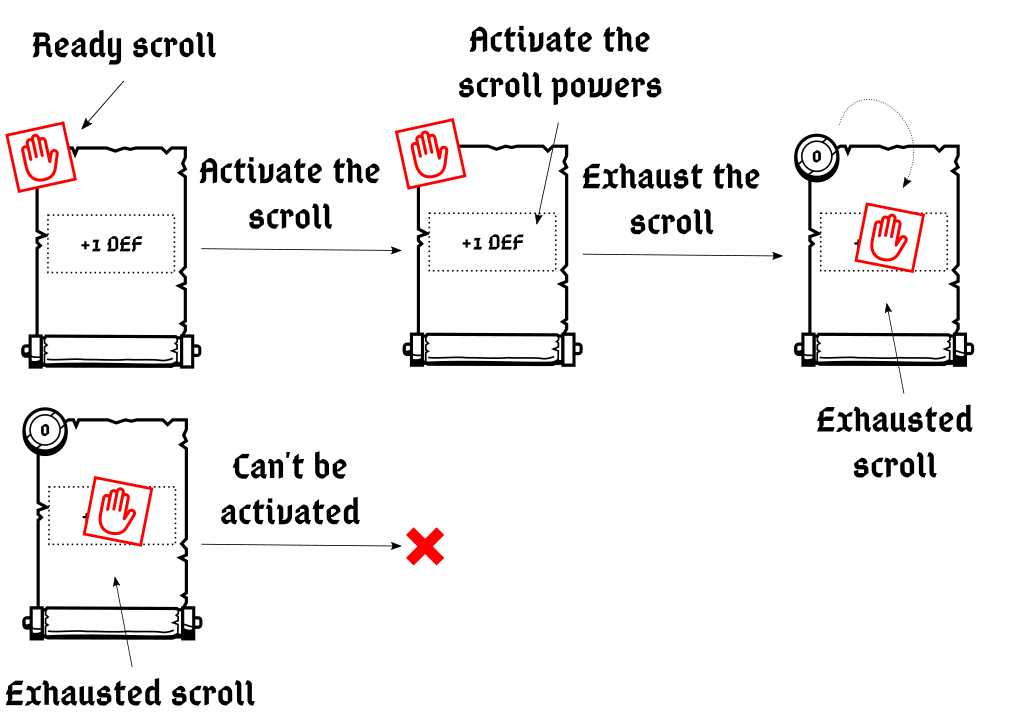 Ready scroll
Activate the
scroll powers
Activate the
scroll
Exhaust the
scroll
0
+1 DEF
+1 DEF
Exhausted
scroll
0
Can't be
activated
Exhausted scroll